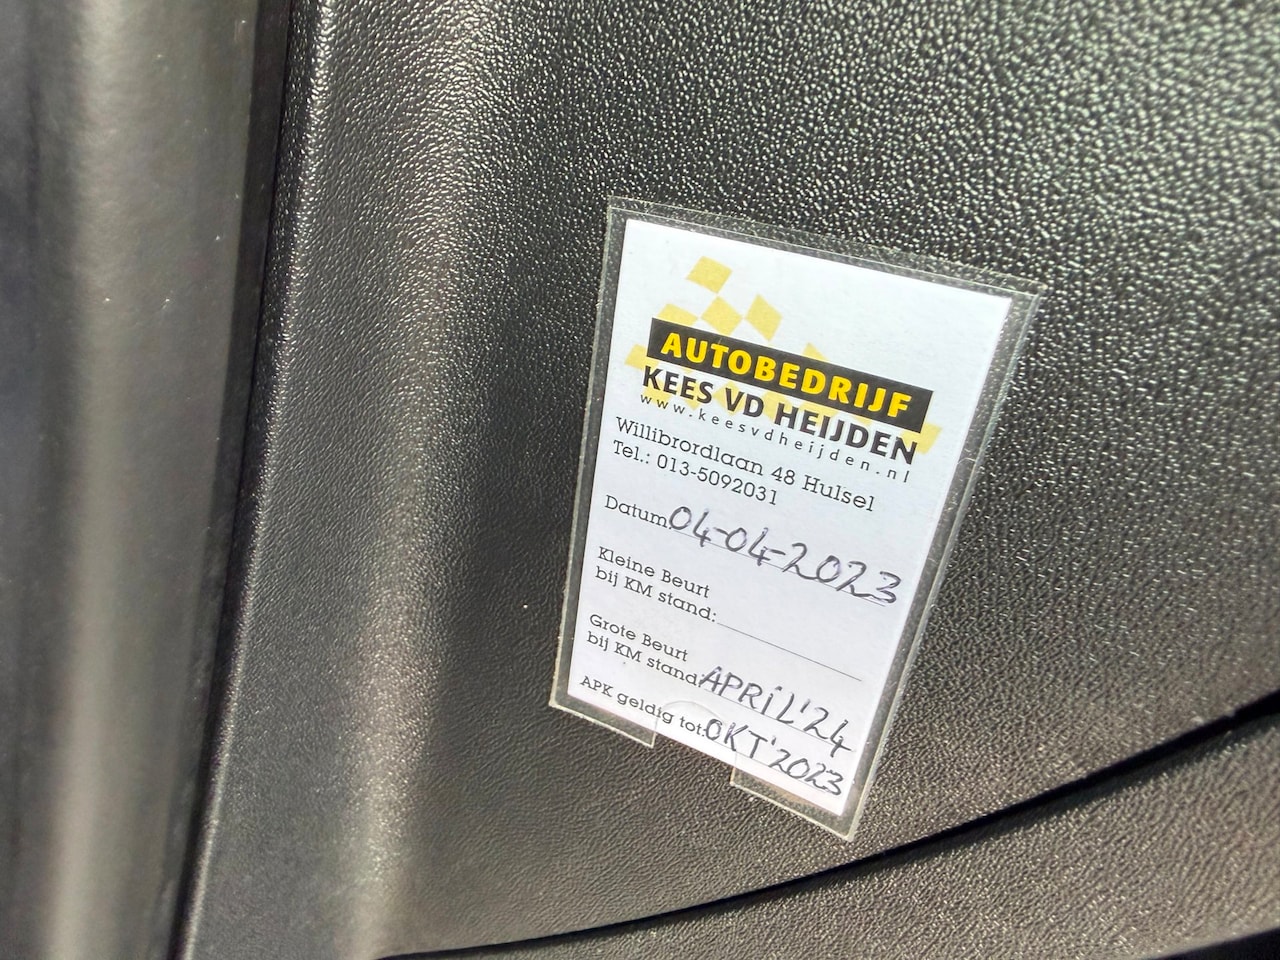 AUTOBEDRIJF
KEES VD HEIJDEN
www.keesvdheijden.nl
Willibrordlaan 48 Hulsel
Tel.: 013-5092031
Datum: 04-04-2023
Kleine Beurt
bij KM stand:
Grote Beurt
bij KM stand: APRiL'24
APK geldig tot: OKT'2023